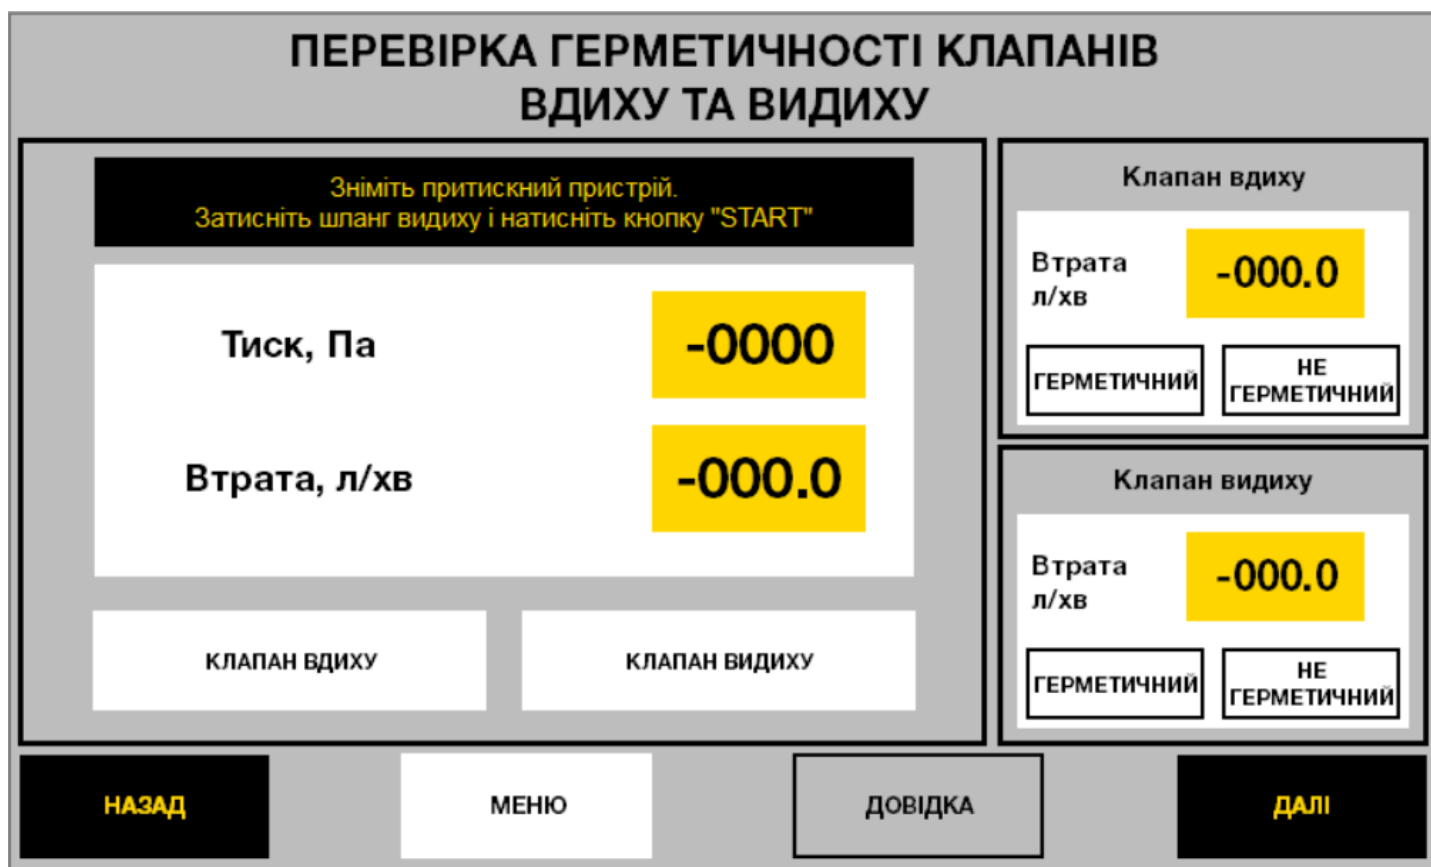 ПЕРЕВІРКА ГЕРМЕТИЧНОСТІ КЛАПАНІВ
ВДИХУ ТА ВИДИХУ
Зніміть притискний пристрій.
Затисніть шланг видиху і натисніть кнопку "START"
Тиск, Па
-0000
Втрата, л/хв
-000.0
КЛАПАН ВДИХУ
КЛАПАН ВИДИХУ
Клапан вдиху
Втрата
л/хв
-000.0
ГЕРМЕТИЧНИЙ
НЕ
ГЕРМЕТИЧНИЙ
Клапан видиху
Втрата
л/хв
-000.0
ГЕРМЕТИЧНИЙ
НЕ
ГЕРМЕТИЧНИЙ
НАЗАД
МЕНЮ
ДОВІДКА
ДАЛІ